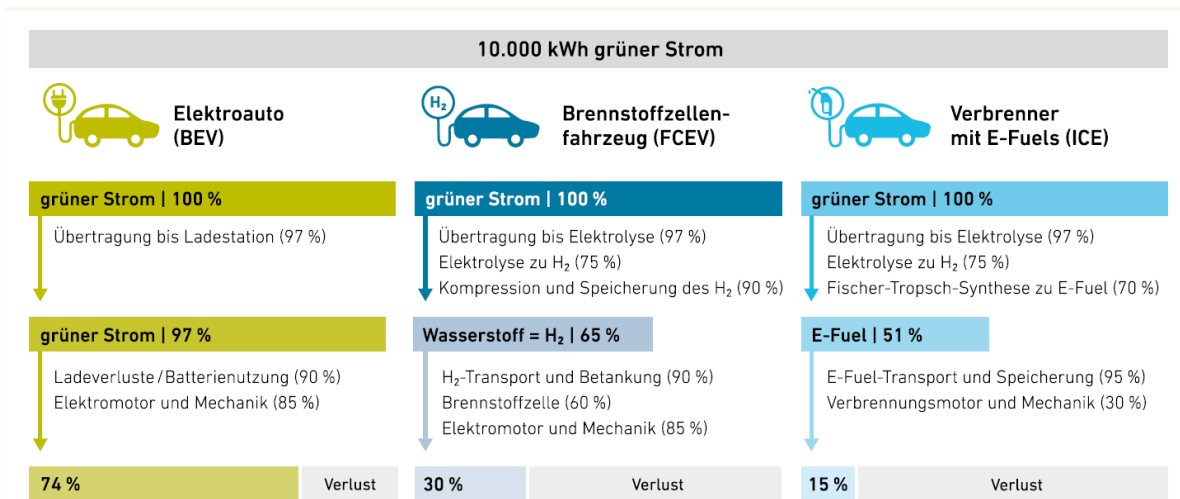 10.000 kWh grüner Strom
Elektroauto
(BEV)
H₂
Brennstoffzellen-
fahrzeug (FCEV)
Verbrenner
mit E-Fuels (ICE)
grüner Strom | 100 %
Übertragung bis Ladestation (97 %)
grüner Strom | 97 %
Ladeverluste/Batterienutzung (90 %)
Elektromotor und Mechanik (85 %)
74 %
Verlust
grüner Strom | 100 %
Übertragung bis Elektrolyse (97 %)
Elektrolyse zu H₂ (75 %)
Kompression und Speicherung des H₂ (90 %)
Wasserstoff = H₂ | 65 %
H₂-Transport und Betankung (90 %)
Brennstoffzelle (60 %)
Elektromotor und Mechanik (85 %)
30 %
Verlust
grüner Strom | 100 %
Übertragung bis Elektrolyse (97 %)
Elektrolyse zu H₂ (75 %)
Fischer-Tropsch-Synthese zu E-Fuel (70 %)
E-Fuel | 51 %
E-Fuel-Transport und Speicherung (95 %)
Verbrennungsmotor und Mechanik (30 %)
15 %
Verlust